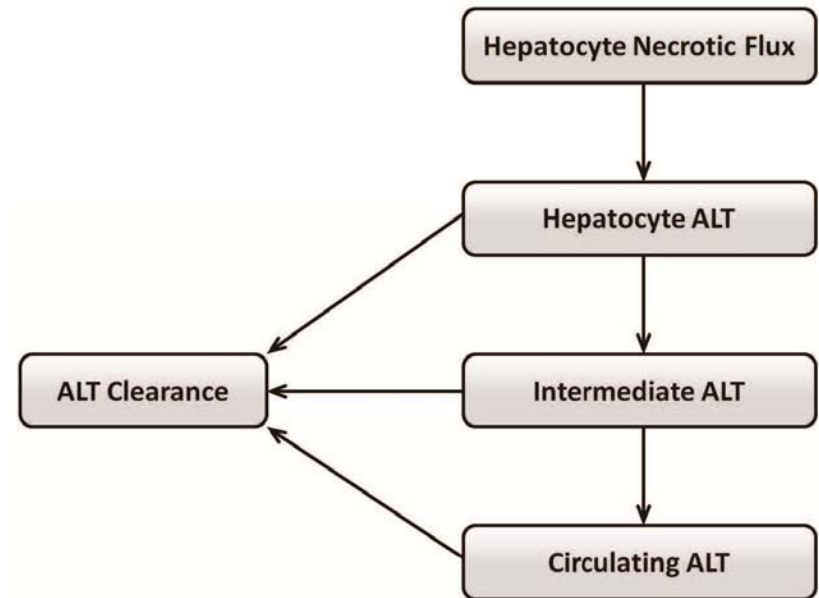 Hepatocyte Necrotic Flux
Hepatocyte ALT
ALT Clearance
Intermediate ALT
Circulating ALT